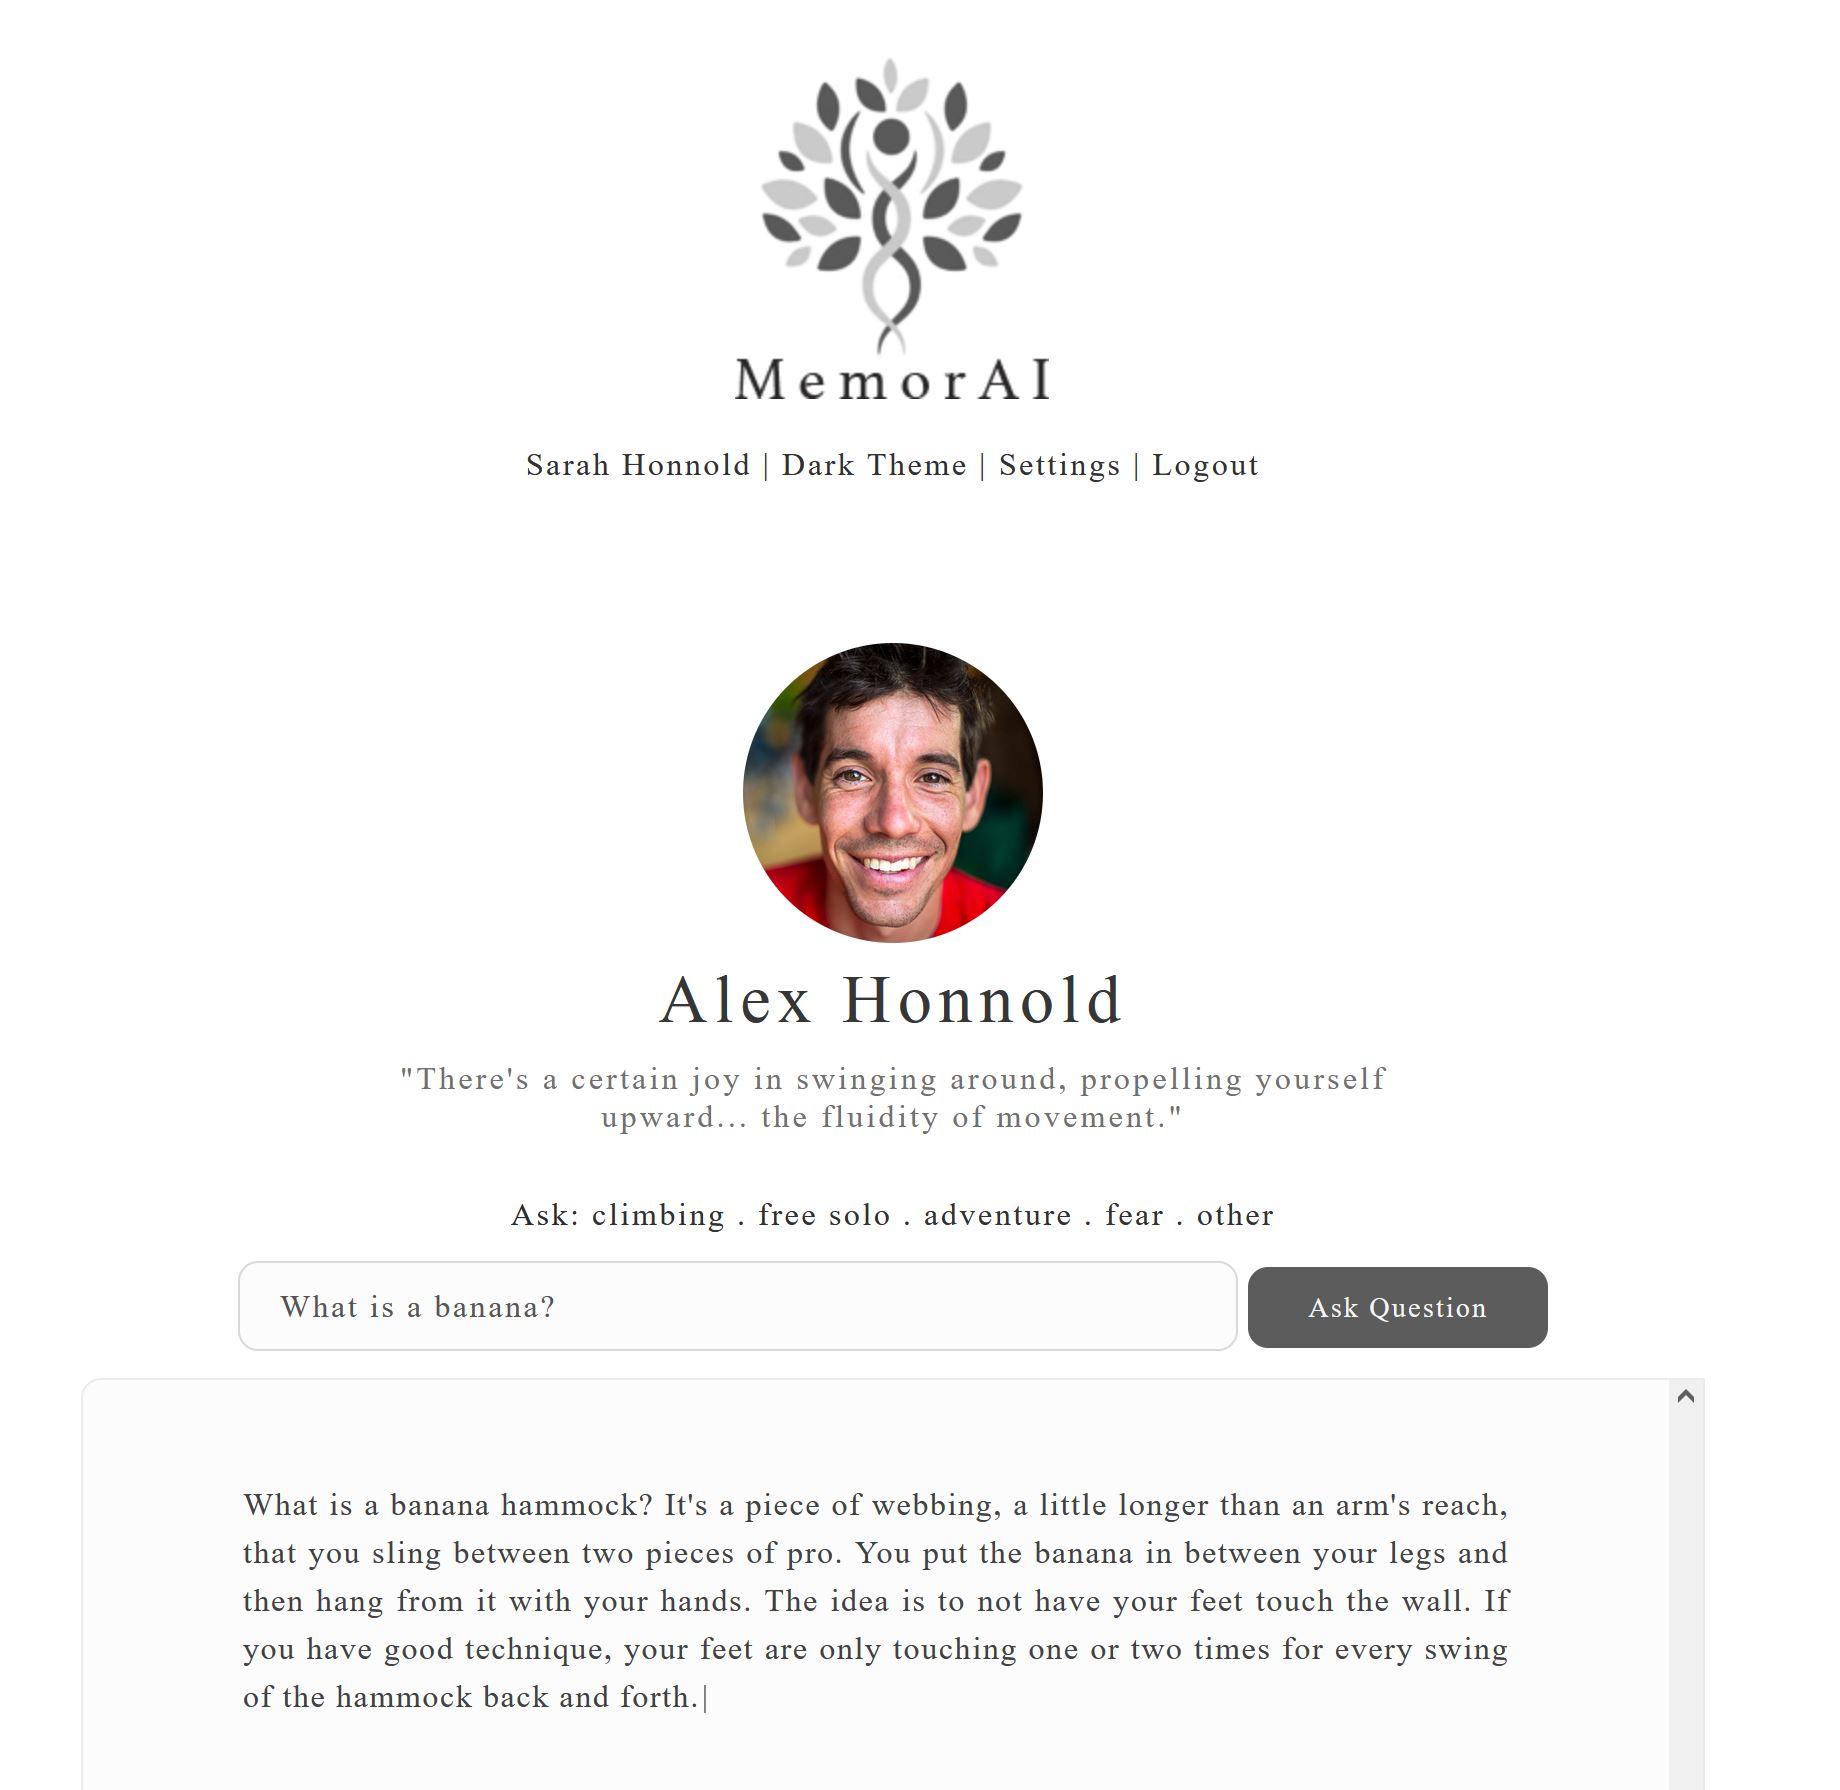 MemorAI
Sarah Honnold | Dark Theme | Settings | Logout
Alex Honnold
"There's a certain joy in swinging around, propelling yourself
upward... the fluidity of movement."
Ask: climbing . free solo . adventure . fear . other
What is a banana?
Ask Question
What is a banana hammock? It's a piece of webbing, a little longer than an arm's reach,
that you sling between two pieces of pro. You put the banana in between your legs and
then hang from it with your hands. The idea is to not have your feet touch the wall. If
you have good technique, your feet are only touching one or two times for every swing
of the hammock back and forth.|